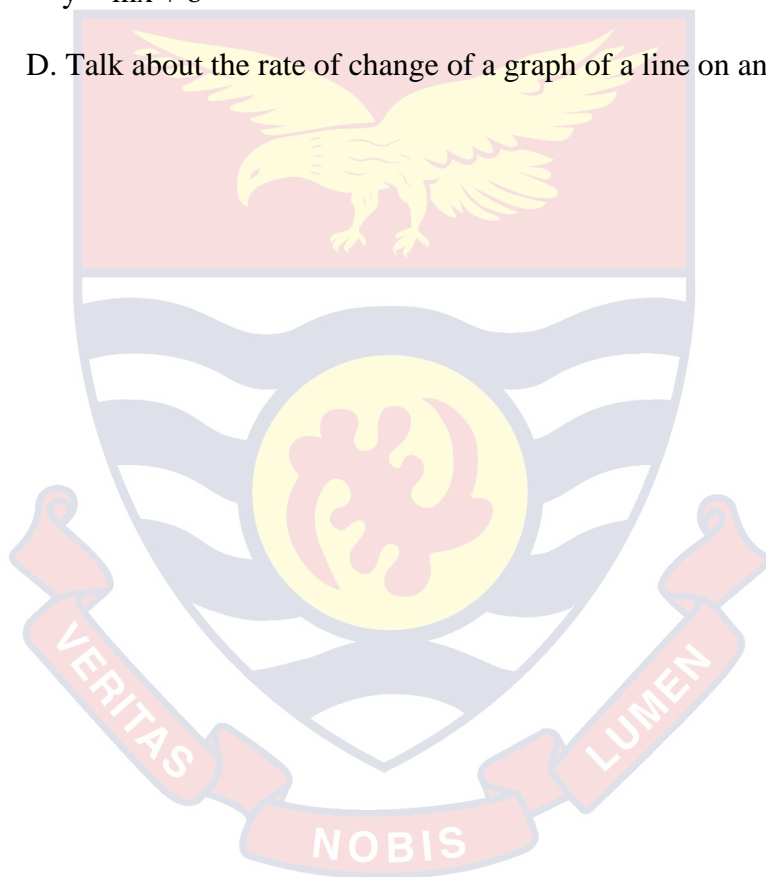 D. Talk about the rate of change of a graph of a line on an
VERITAS
NOBIS
LUMEN